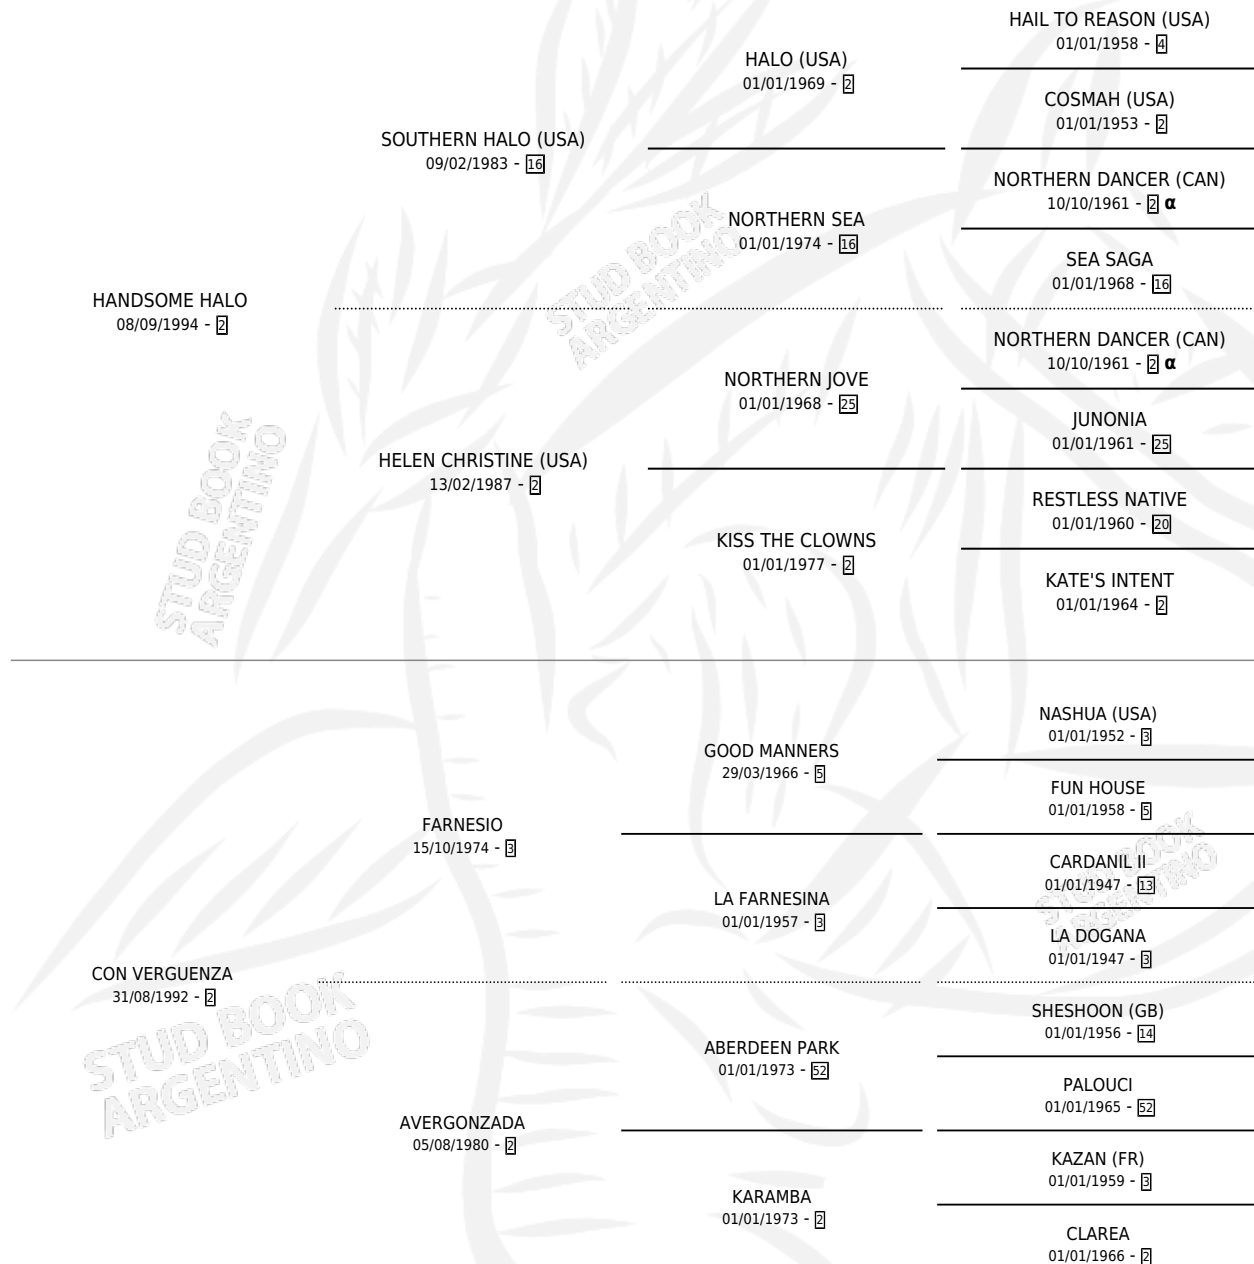 HAIL TO REASON (USA)
01/01/1958 - 4
HALO (USA)
01/01/1969 - 2
COSMAH (USA)
01/01/1953 - 2
SOUTHERN HALO (USA)
09/02/1983 - 16
NORTHERN DANCER (CAN)
10/10/1961 - 2 α
NORTHERN SEA
01/01/1974 - 16
SEA SAGA
01/01/1968 - 16
STUD BOOK
ARGENTINO
HANDSOME HALO
08/09/1994 - 2
NORTHERN DANCER (CAN)
10/10/1961 - 2 α
NORTHERN JOVE
01/01/1968 - 25
JUNONIA
01/01/1961 - 25
HELEN CHRISTINE (USA)
13/02/1987 - 2
RESTLESS NATIVE
01/01/1960 - 20
KISS THE CLOWNS
01/01/1977 - 2
KATE'S INTENT
01/01/1964 - 2
STUD BOOK
ARGENTINO
NASHUA (USA)
01/01/1952 - 3
GOOD MANNERS
29/03/1966 - 5
FUN HOUSE
01/01/1958 - 5
FARNESIO
15/10/1974 - 3
CARDANIL II
01/01/1947 - 13
LA FARNESINA
01/01/1957 - 3
LA DOGANA
01/01/1947 - 3
STUD BOOK
ARGENTINO
CON VERGUENZA
31/08/1992 - 2
SHESHOON (GB)
01/01/1956 - 14
ABERDEEN PARK
01/01/1973 - 52
PALOUCI
01/01/1965 - 52
STUD BOOK
ARGENTINO
AVERGONZADA
05/08/1980 - 2
KAZAN (FR)
01/01/1959 - 3
KARAMBA
01/01/1973 - 2
CLAREA
01/01/1966 - 2